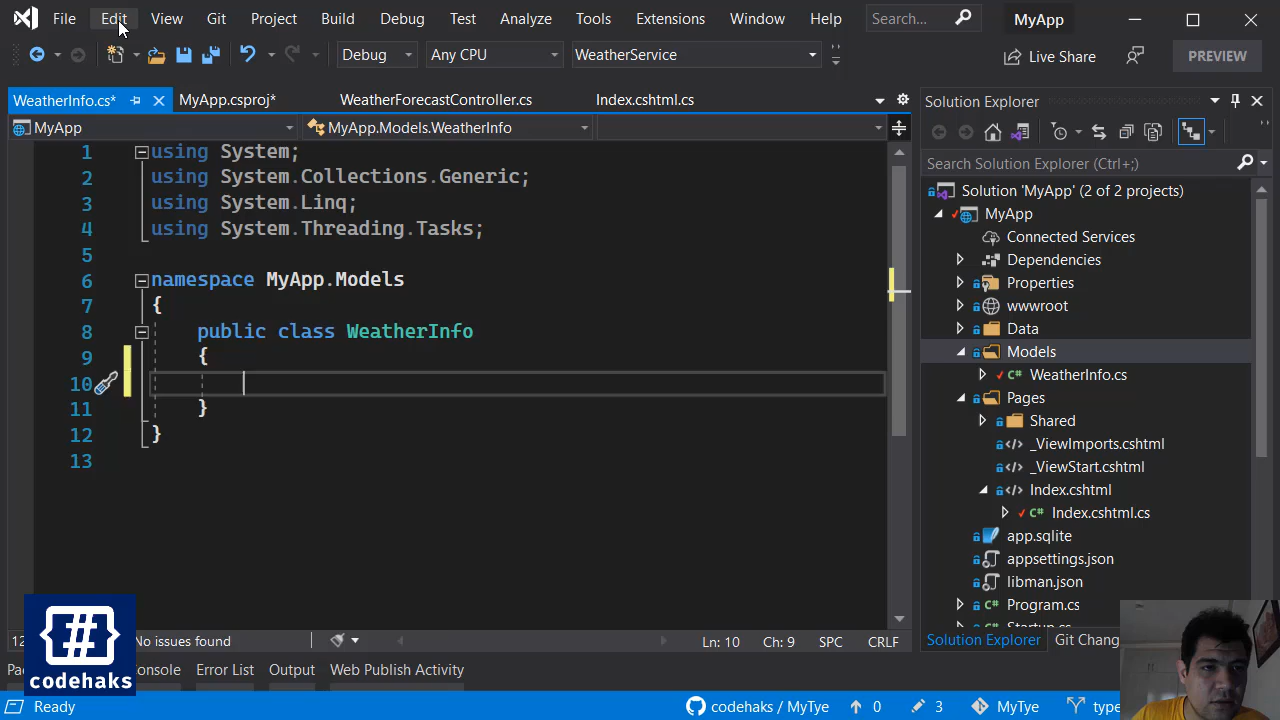 File Edit View Git Project Build Debug Test Analyze Tools Extensions Window Help Search... MyApp
Debug Any CPU WeatherService Live Share PREVIEW
WeatherInfo.cs* MyApp.csproj* WeatherForecastController.cs Index.cshtml.cs
MyApp MyApp.Models.WeatherInfo
1 using System;
2 using System.Collections.Generic;
3 using System.Linq;
4 using System.Threading.Tasks;
5
6 namespace MyApp.Models
7 {
8 public class WeatherInfo
9 {
10
11 }
12 }
13
No issues found Ln: 10 Ch: 9 SPC CRLF
Solution Explorer
Search Solution Explorer (Ctrl+;)
Solution 'MyApp' (2 of 2 projects)
MyApp
Connected Services
Dependencies
Properties
wwwroot
Data
Models
C# WeatherInfo.cs
Pages
Shared
_ViewImports.cshtml
_ViewStart.cshtml
Index.cshtml
C# Index.cshtml.cs
app.sqlite
appsettings.json
libman.json
C# Program.cs
Solution Explorer
{#}
codehaks
Error List Output Web Publish Activity
Ready codehaks / MyTye 0 3 MyTye